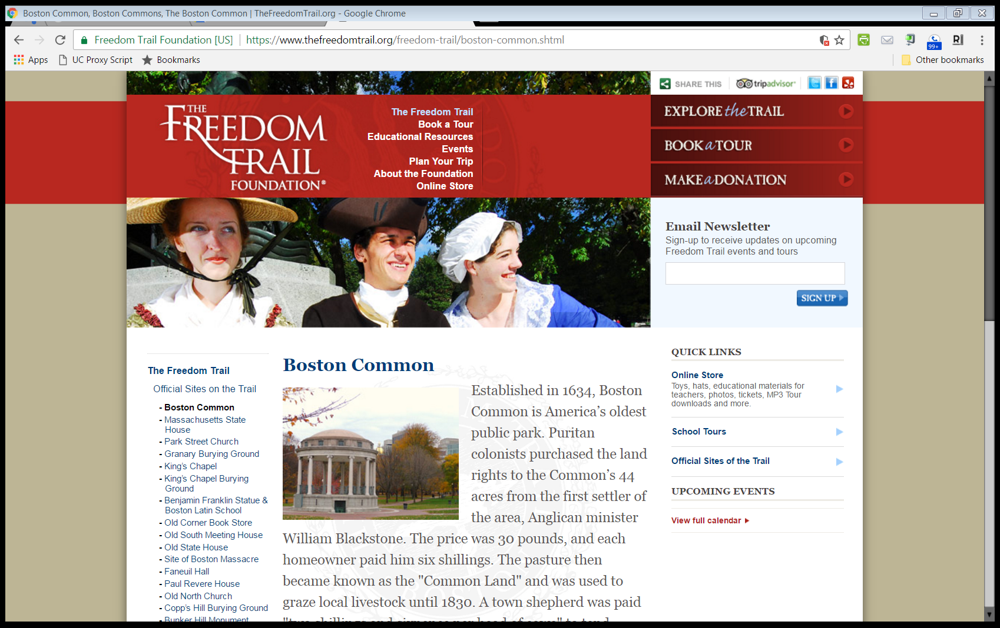 Boston Common, Boston Commons, The Boston Common | TheFreedomTrail.org - Google Chrome
Freedom Trail Foundation [US]
https://www.thefreedomtrail.org/freedom-trail/boston-common.shtml
99+
Apps
UC Proxy Script
Bookmarks
Other bookmarks
SHARE THIS
tripadvisor
THE
FREEDOM
TRAIL
FOUNDATION®
The Freedom Trail
Book a Tour
Educational Resources
Events
Plan Your Trip
About the Foundation
Online Store
EXPLORE the TRAIL
BOOK a TOUR
MAKE a DONATION
Email Newsletter
Sign-up to receive updates on upcoming
Freedom Trail events and tours
SIGN UP
The Freedom Trail
Official Sites on the Trail
- Boston Common
- Massachusetts State
House
- Park Street Church
- Granary Burying Ground
- King's Chapel
- King's Chapel Burying
Ground
- Benjamin Franklin Statue &
Boston Latin School
- Old Corner Book Store
- Old South Meeting House
- Old State House
- Site of Boston Massacre
- Faneuil Hall
- Paul Revere House
- Old North Church
- Copp's Hill Burying Ground
- Bunker Hill Monument
Boston Common
Established in 1634, Boston
Common is America’s oldest
public park. Puritan
colonists purchased the land
rights to the Common’s 44
acres from the first settler of
the area, Anglican minister
William Blackstone. The price was 30 pounds, and each
homeowner paid him six shillings. The pasture then
became known as the "Common Land" and was used to
graze local livestock until 1830. A town shepherd was paid
"two shillings and sixpence per head of cows" to tend
QUICK LINKS
Online Store
Toys, hats, educational materials for
teachers, photos, tickets, MP3 Tour
downloads and more.
School Tours
Official Sites of the Trail
UPCOMING EVENTS
View full calendar